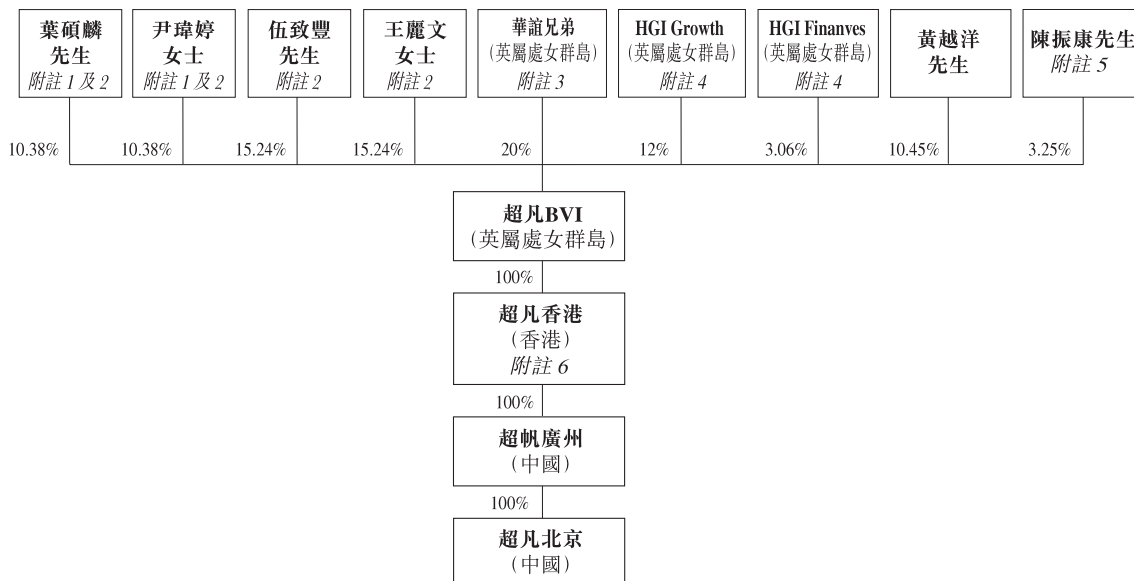 葉碩麟
先生
附註 1 及 2
尹瑋婷
女士
附註 1 及 2
伍致豐
先生
附註 2
王麗文
女士
附註 2
華誼兄弟
(英屬處女群島)
附註 3
HGI Growth
(英屬處女群島)
附註 4
HGI Finanves
(英屬處女群島)
附註 4
黃越洋
先生
陳振康先生
附註 5
10.38%
10.38%
15.24%
15.24%
20%
12%
3.06%
10.45%
3.25%
超凡BVI
(英屬處女群島)
100%
超凡香港
(香港)
附註 6
100%
超帆廣州
(中國)
100%
超凡北京
(中國)